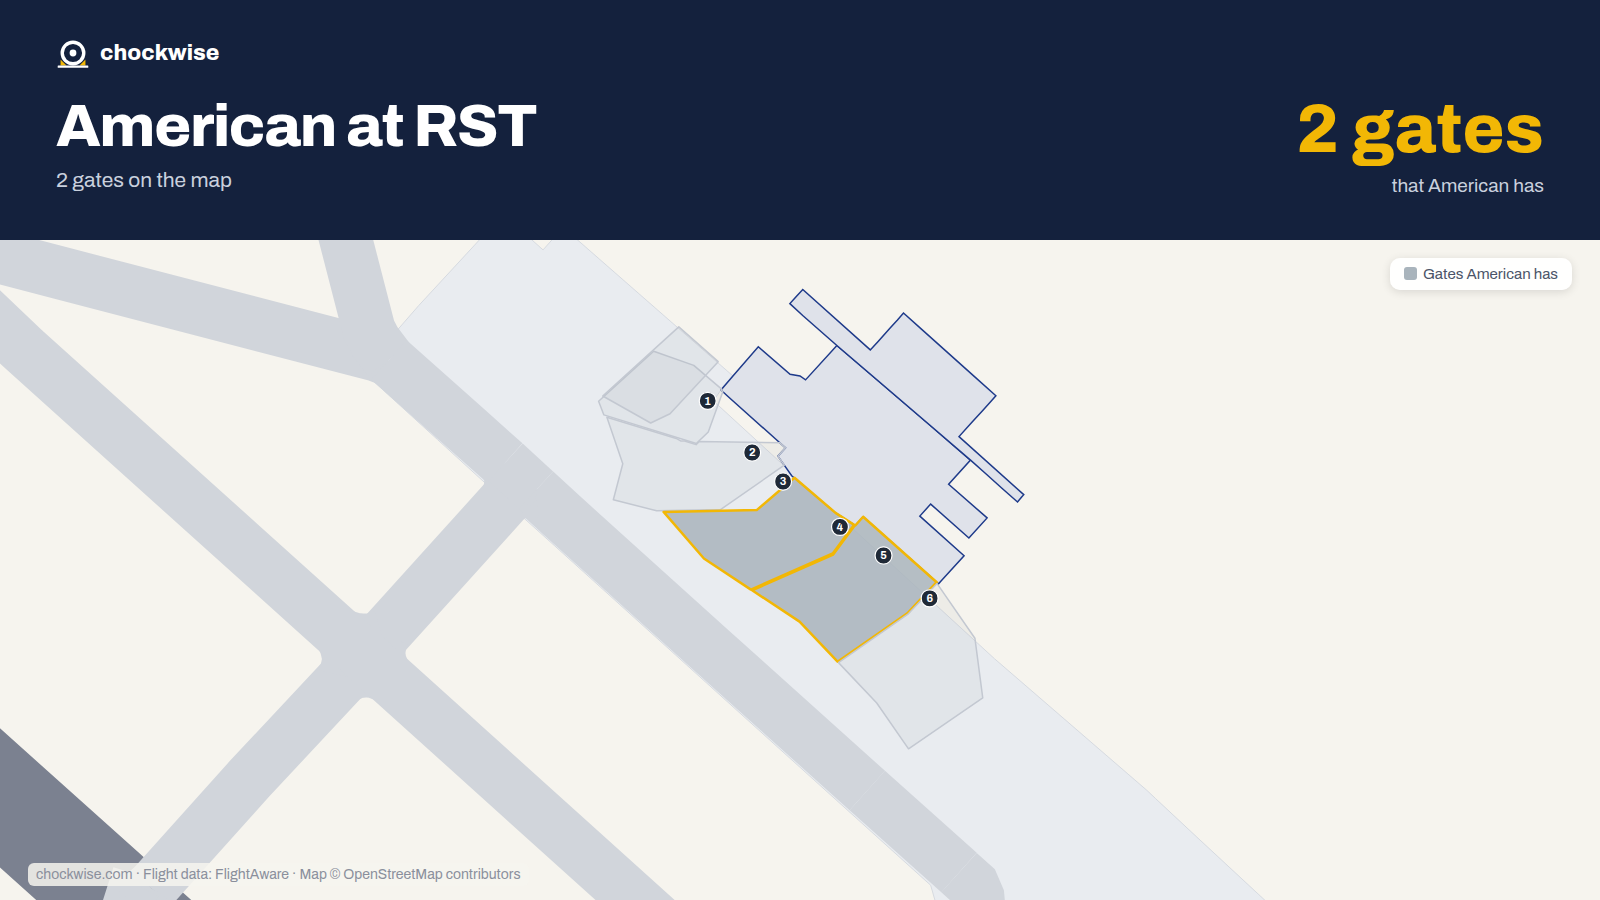 chockwise
American at RST
2 gates on the map
2 gates
that American has
Gates American has
1
2
3
4
5
6
chockwise.com · Flight data: FlightAware · Map © OpenStreetMap contributors